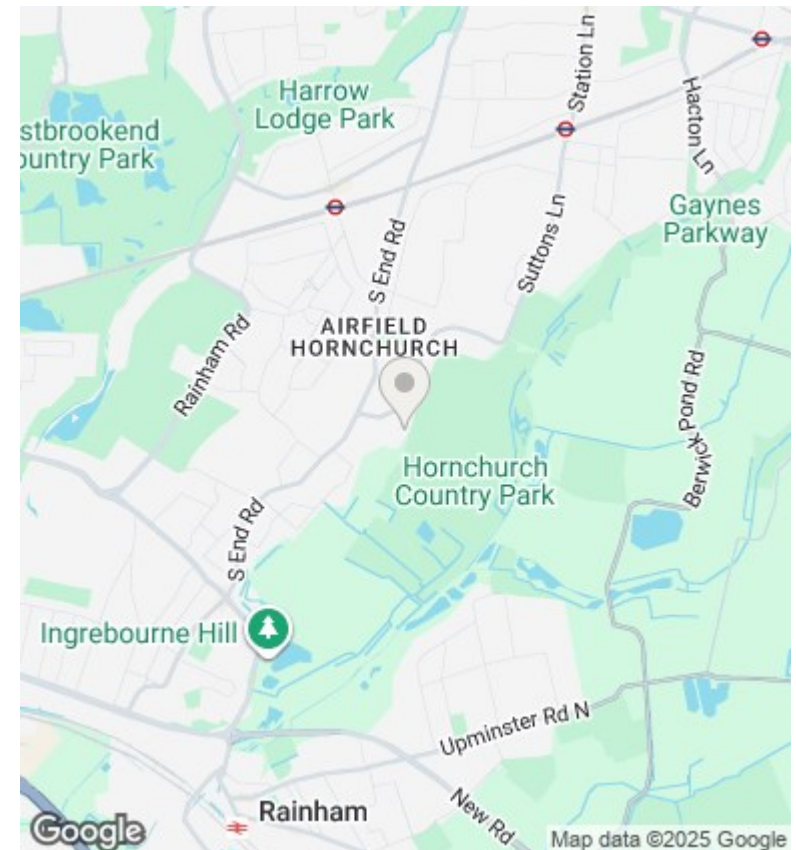 Harrow
Lodge Park
Station Ln
Hacton Ln
stbrookend
ountry Park
Gaynes
Parkway
S End Rd
Suttons Ln
AIRFIELD
HORNCHURCH
Rainham Rd
Berwick Pond Rd
Hornchurch
Country Park
S End Rd
Ingrebourne Hill
Upminster Rd N
New Rd
Rainham
Google
Map data ©2025 Google